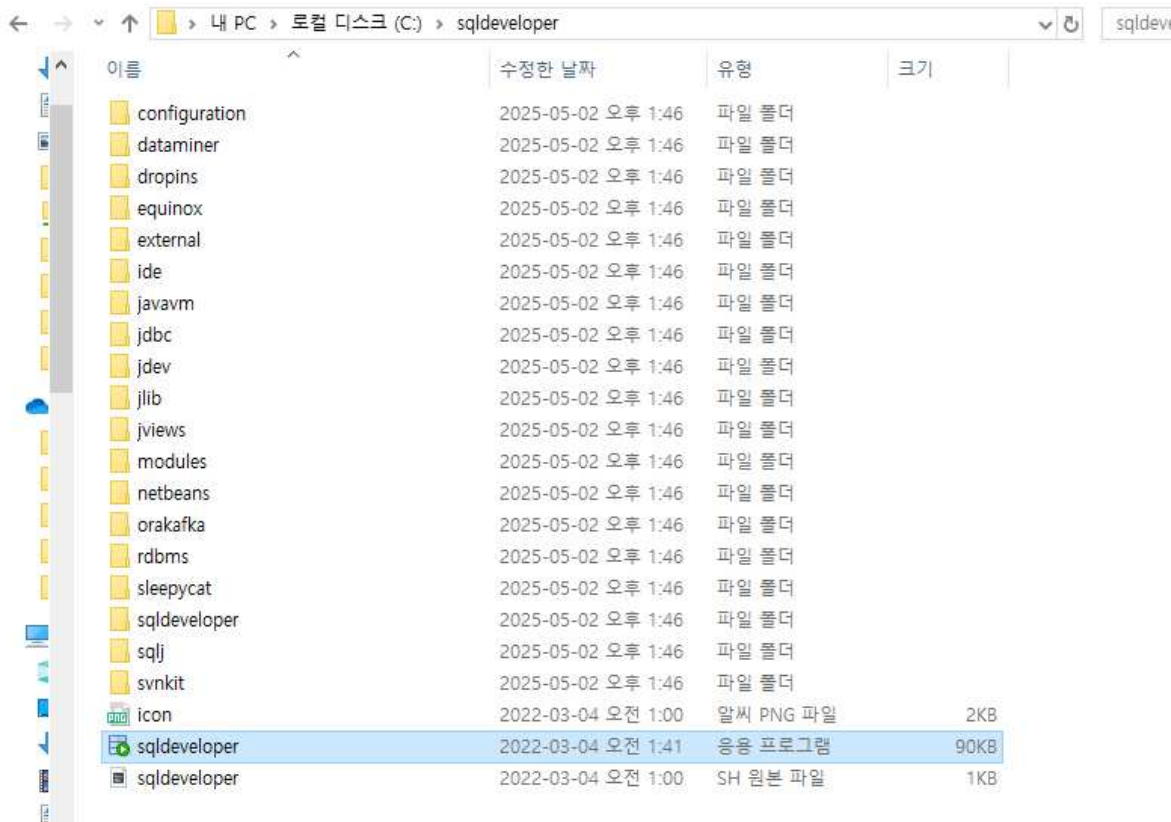 내 PC > 로컬 디스크 (C:) > sqldeveloper
이름 수정한 날짜 유형 크기
configuration 2025-05-02 오후 1:46 파일 폴더
dataminer 2025-05-02 오후 1:46 파일 폴더
dropins 2025-05-02 오후 1:46 파일 폴더
equinox 2025-05-02 오후 1:46 파일 폴더
external 2025-05-02 오후 1:46 파일 폴더
ide 2025-05-02 오후 1:46 파일 폴더
javavm 2025-05-02 오후 1:46 파일 폴더
jdbc 2025-05-02 오후 1:46 파일 폴더
jdev 2025-05-02 오후 1:46 파일 폴더
jlib 2025-05-02 오후 1:46 파일 폴더
jviews 2025-05-02 오후 1:46 파일 폴더
modules 2025-05-02 오후 1:46 파일 폴더
netbeans 2025-05-02 오후 1:46 파일 폴더
orakafka 2025-05-02 오후 1:46 파일 폴더
rdbms 2025-05-02 오후 1:46 파일 폴더
sleepycat 2025-05-02 오후 1:46 파일 폴더
sqldeveloper 2025-05-02 오후 1:46 파일 폴더
sqlj 2025-05-02 오후 1:46 파일 폴더
svnkit 2025-05-02 오후 1:46 파일 폴더
icon 2022-03-04 오전 1:00 알씨 PNG 파일 2KB
sqldeveloper 2022-03-04 오전 1:41 응용 프로그램 90KB
sqldeveloper 2022-03-04 오전 1:00 SH 원본 파일 1KB